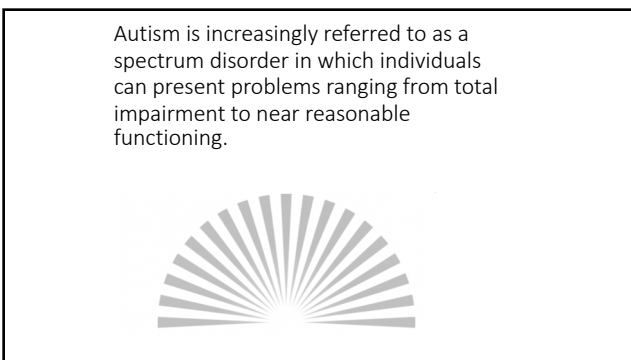 Autism is increasingly referred to as a
spectrum disorder in which individuals
can present problems ranging from total
impairment to near reasonable
functioning.